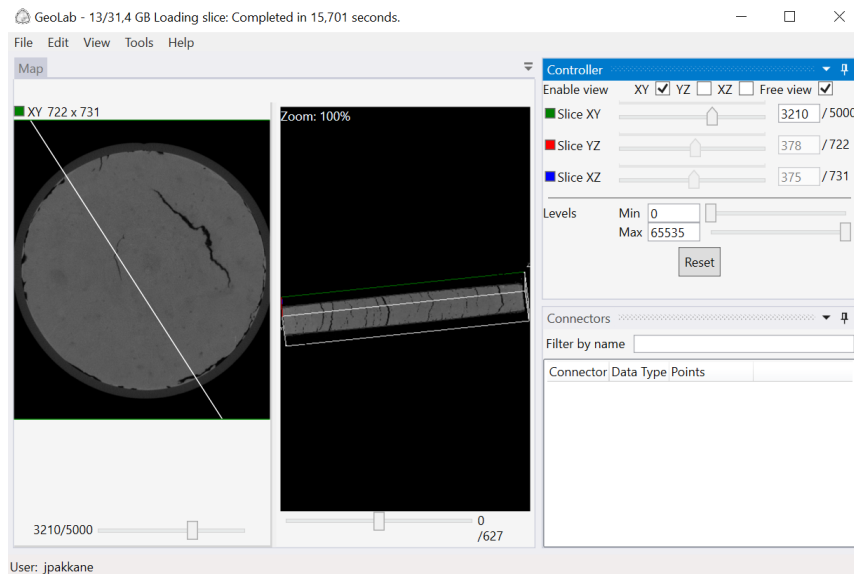 GeoLab - 13/31,4 GB Loading slice: Completed in 15,701 seconds.
File Edit View Tools Help
Map
XY 722 x 731
Zoom: 100%
3210/5000
0
/627
Controller
Enable view XY YZ XZ Free view
Slice XY 3210 /5000
Slice YZ 378 /722
Slice XZ 375 /731
Levels Min 0
Max 65535
Reset
Connectors
Filter by name
Connector Data Type Points
User: jpakkane